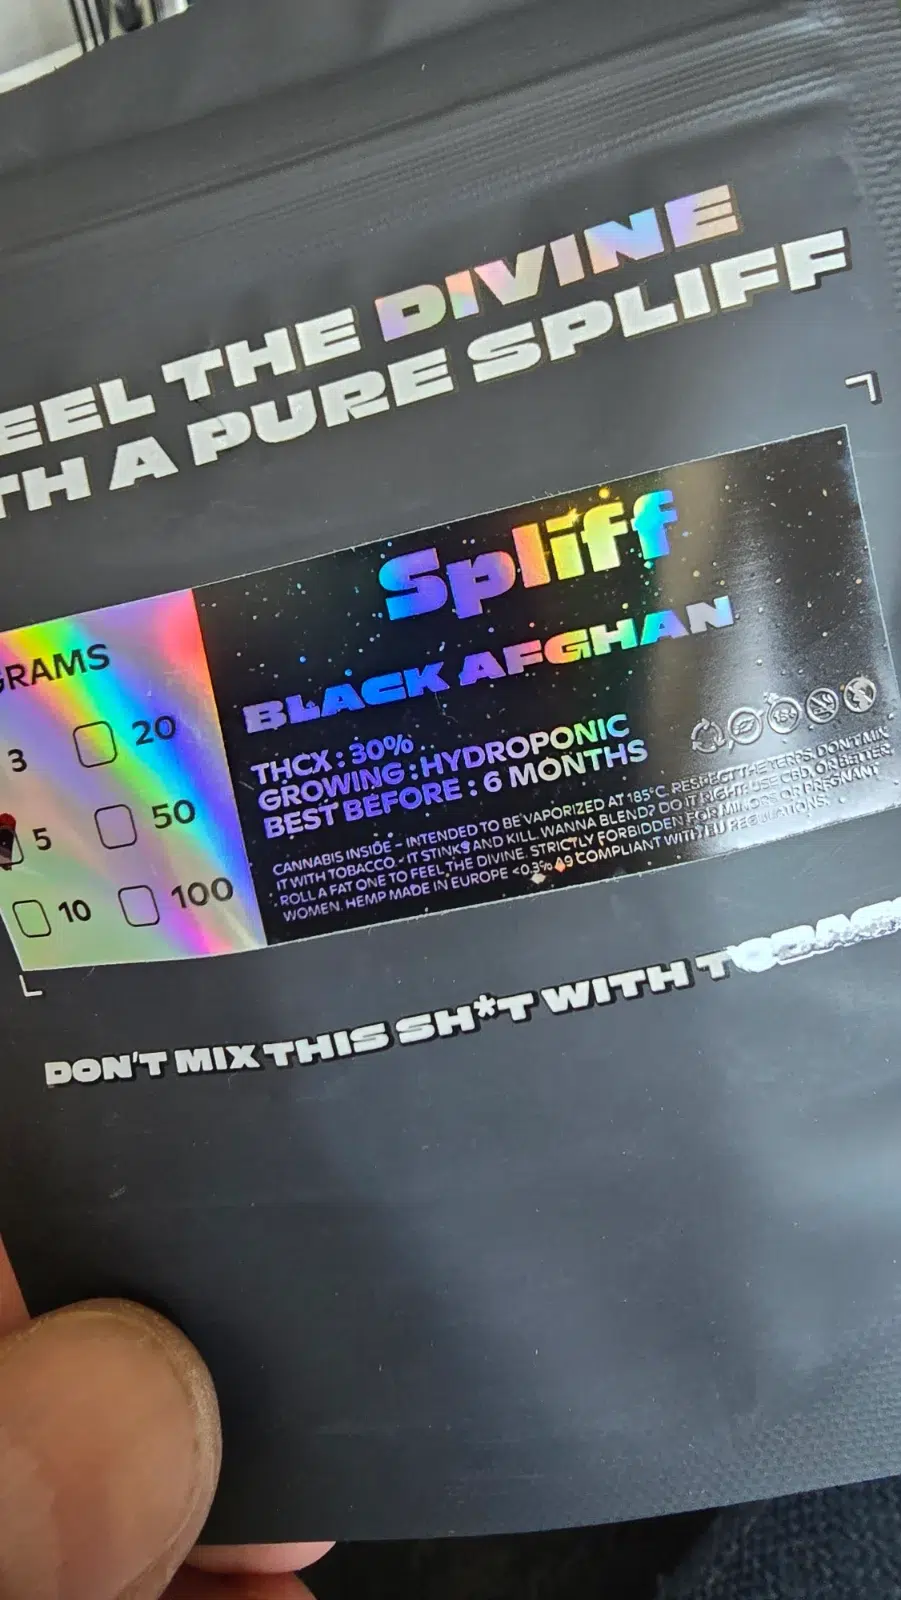 EEL THE DIVINE
TH A PURE SPLIFF
GRAMS
3
20
5
50
10
100
Spliff
BLACK AFGHAN
THCX : 30%
GROWING : HYDROPONIC
BEST BEFORE : 6 MONTHS
CANNABIS INSIDE – INTENDED TO BE VAPORIZED AT 185°C. RESPECT THE TERPS. DON'T MIX
IT WITH TOBACCO - IT STINKS AND KILL. WANNA BLEND? DO IT RIGHT: USE CBD, OR BETTER,
ROLL A FAT ONE TO FEEL THE DIVINE. STRICTLY FORBIDDEN FOR MINORS OR PREGNANT
WOMEN. HEMP MADE IN EUROPE <0.3% Δ9 COMPLIANT WITH EU REGULATIONS.
DON'T MIX THIS SH*T WITH TOBACC